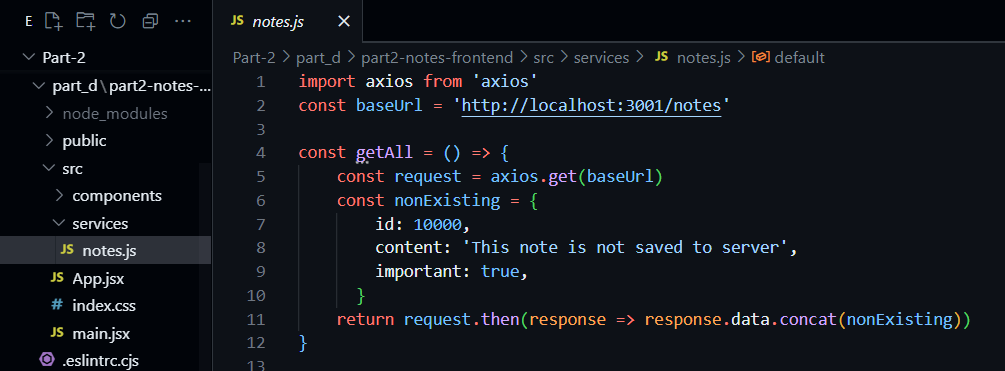 E
JS notes.js
Part-2
part_d\part2-notes-...
node_modules
public
src
components
services
JS notes.js
JS App.jsx
# index.css
JS main.jsx
.eslintrc.cjs
Part-2 > part_d > part2-notes-frontend > src > services > JS notes.js > default
1 import axios from 'axios'
2 const baseUrl = 'http://localhost:3001/notes'
3
4 const getAll = () => {
5 const request = axios.get(baseUrl)
6 const nonExisting = {
7 id: 10000,
8 content: 'This note is not saved to server',
9 important: true,
10 }
11 return request.then(response => response.data.concat(nonExisting))
12 }
13